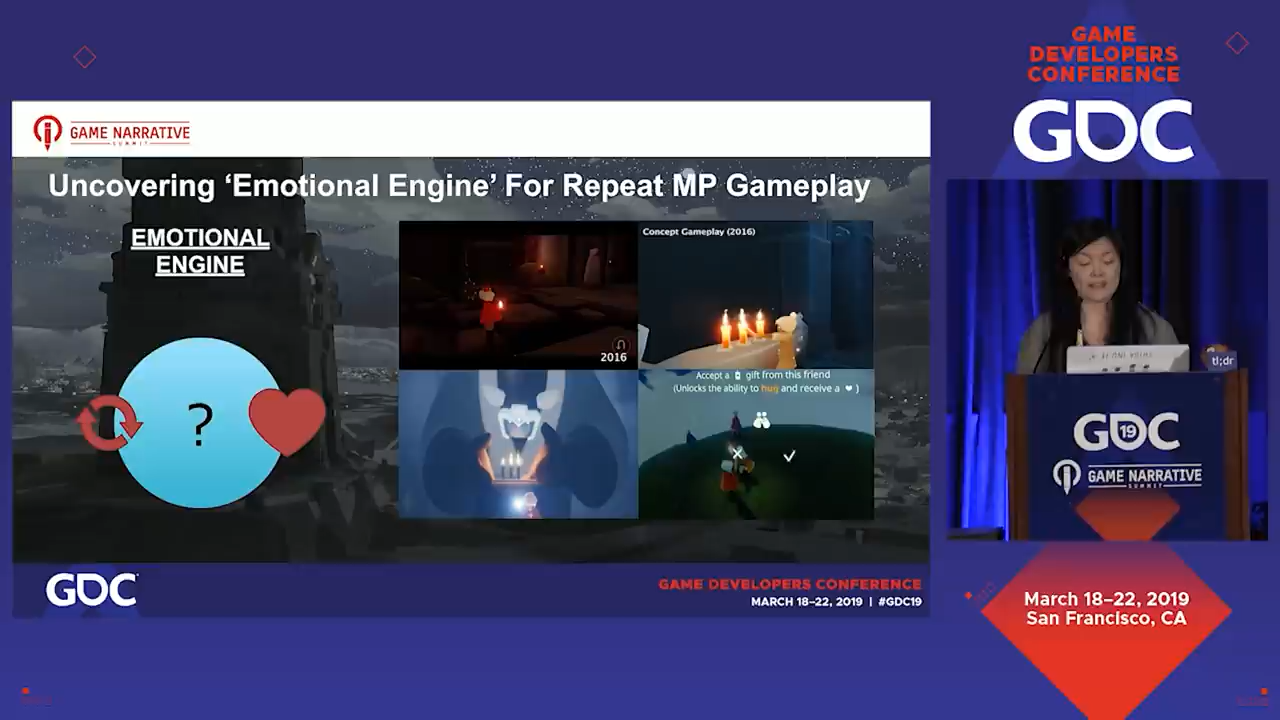 GAME
DEVELOPERS
CONFERENCE
GDC
GAME NARRATIVE
SUMMIT
Uncovering ‘Emotional Engine’ For Repeat MP Gameplay
EMOTIONAL
ENGINE
?
2016
Concept Gameplay (2016)
Accept a gift from this friend
(Unlocks the ability to hug and receive a ♥ )
tl;dr
GDC
19
GAME NARRATIVE
SUMMIT
GDC
GAME DEVELOPERS CONFERENCE
MARCH 18–22, 2019 | #GDC19
March 18–22, 2019
San Francisco, CA